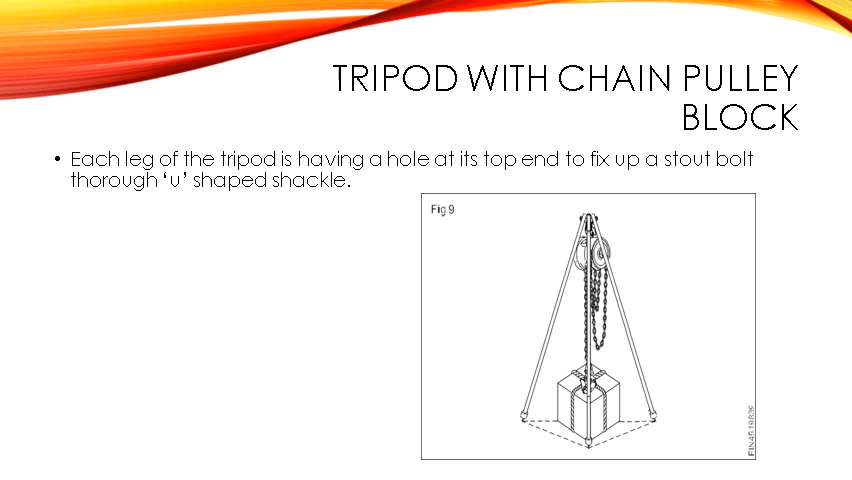 TRIPOD WITH CHAIN PULLEY
BLOCK
• Each leg of the tripod is having a hole at its top end to fix up a stout bolt
thorough ‘u’ shaped shackle.
Fig 9